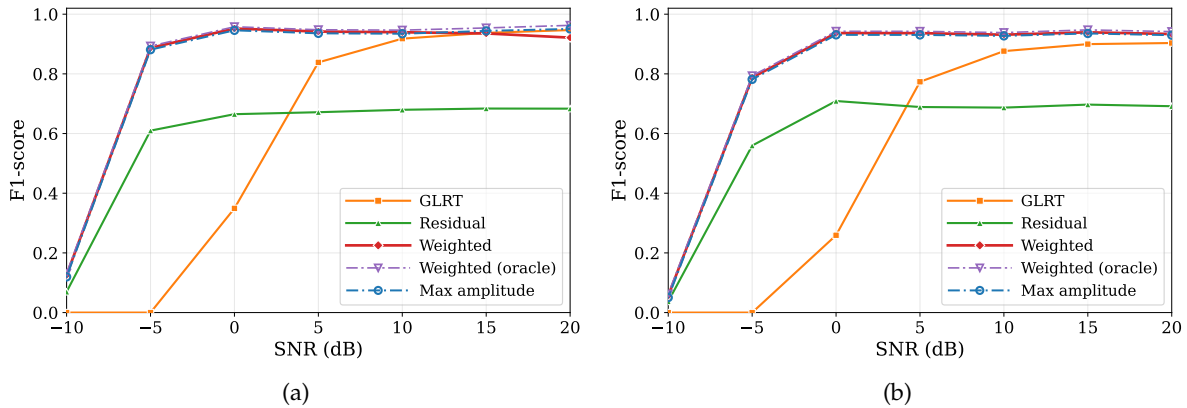 1.0
0.8
0.6
0.4
0.2
0.0
F1-score
GLRT
Residual
Weighted
Weighted (oracle)
Max amplitude
−10 −5 0 5 10 15 20
SNR (dB)
(a)
1.0
0.8
0.6
0.4
0.2
0.0
F1-score
GLRT
Residual
Weighted
Weighted (oracle)
Max amplitude
−10 −5 0 5 10 15 20
SNR (dB)
(b)